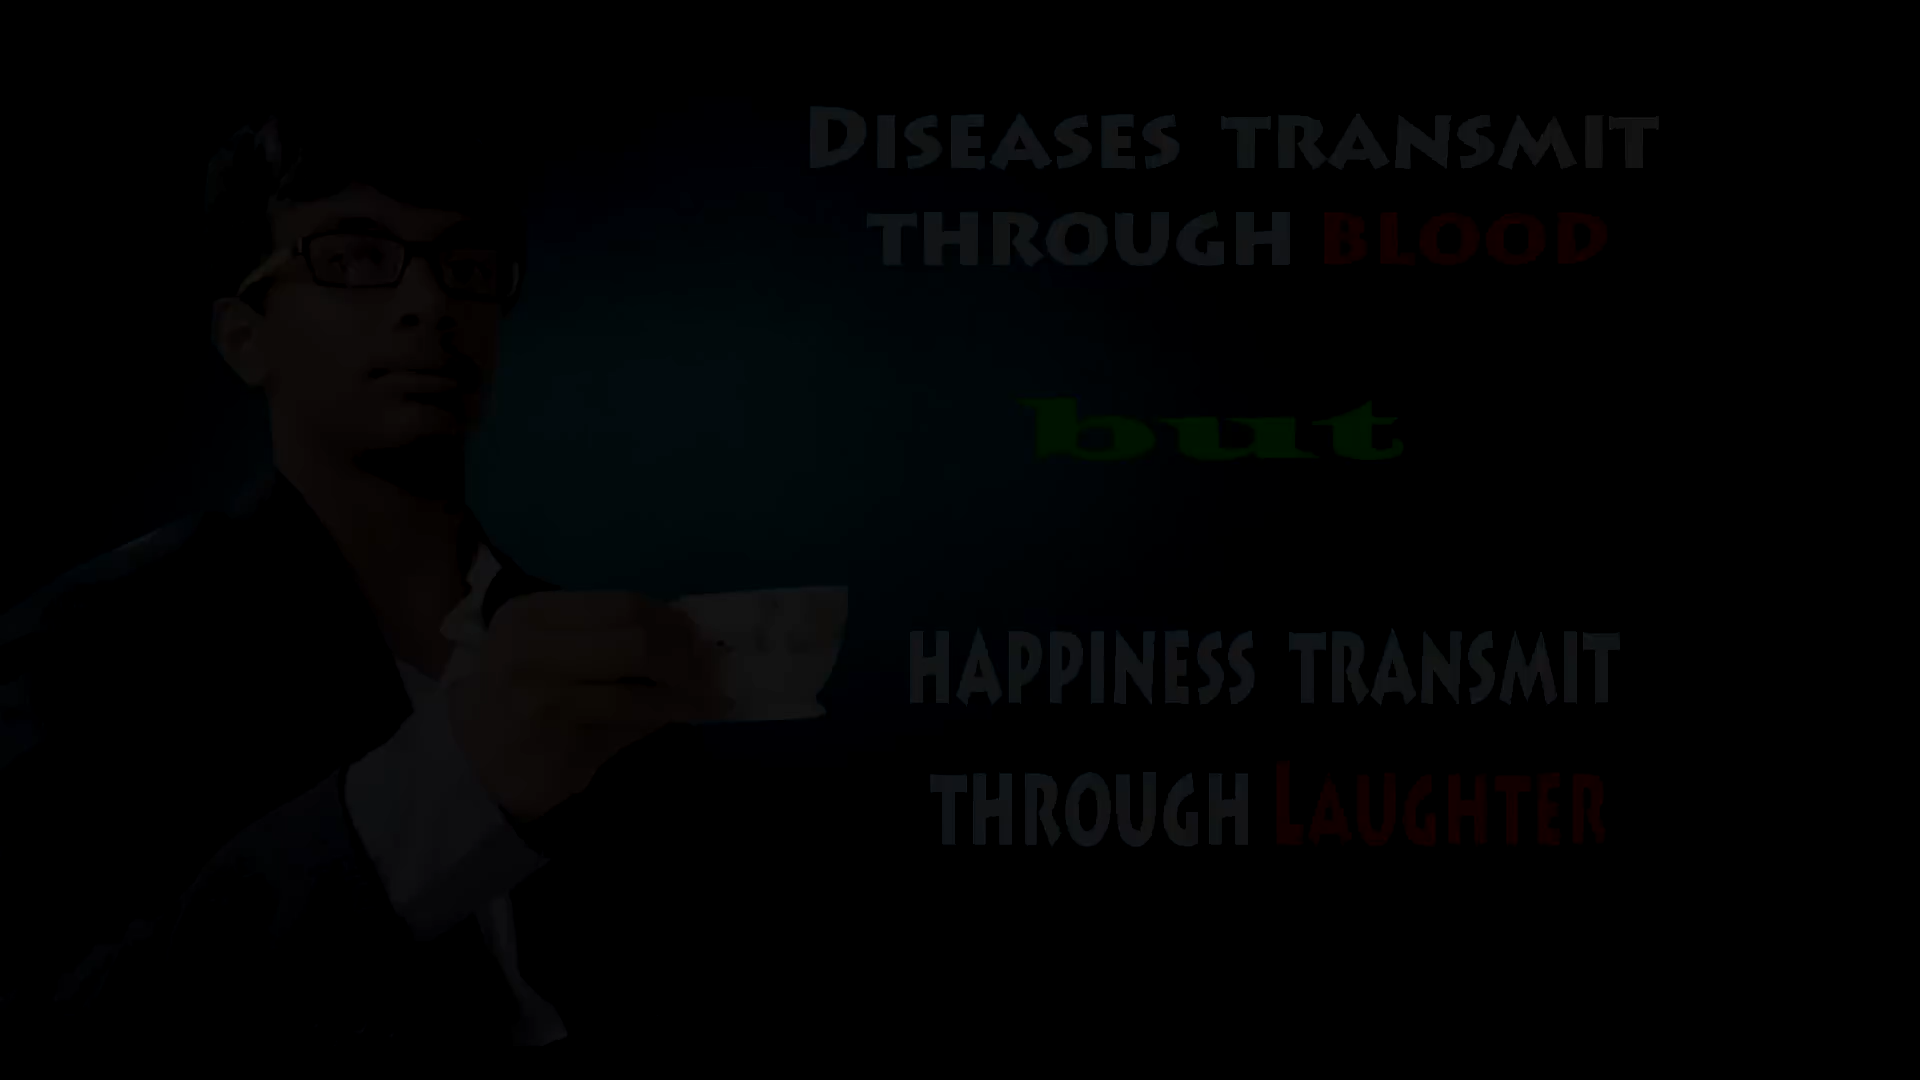 DISEASES TRANSMIT
THROUGH BLOOD
but
HAPPINESS TRANSMIT
THROUGH LAUGHTER